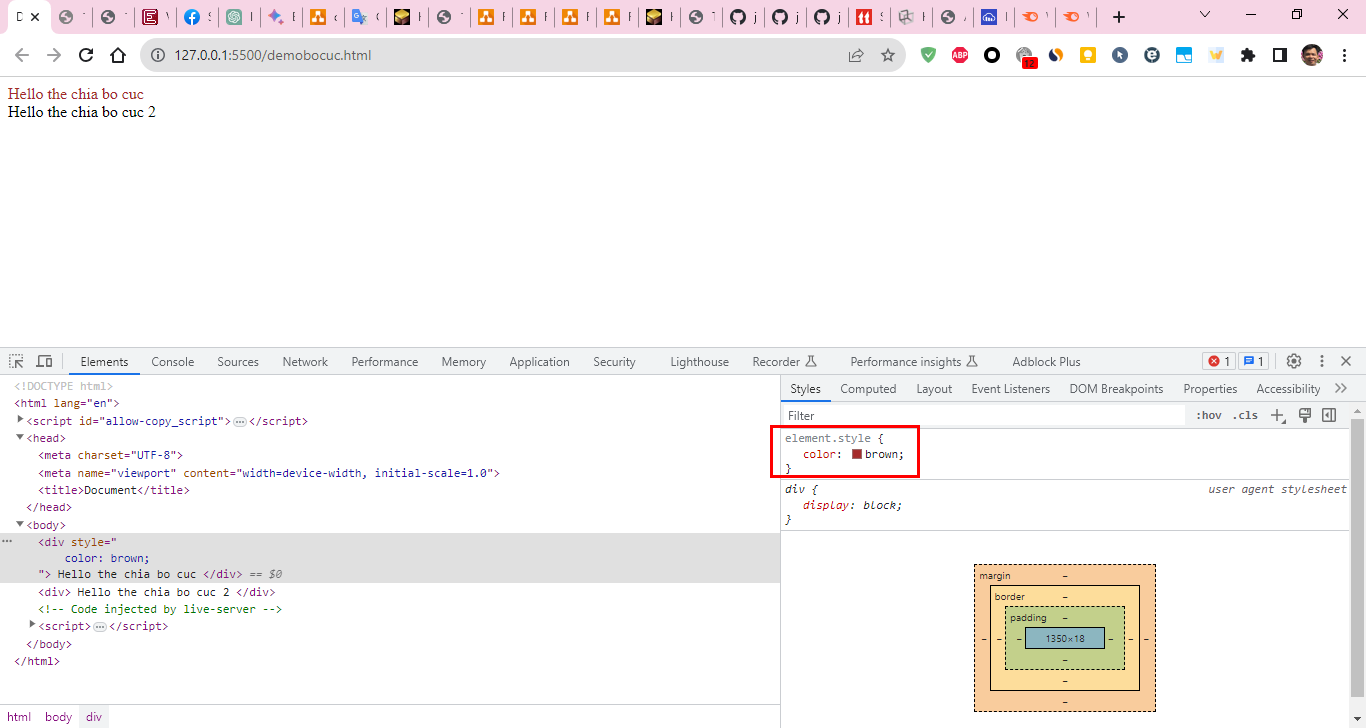 D
127.0.0.1:5500/demobocuc.html
ABP
12
Hello the chia bo cuc
Hello the chia bo cuc 2
Elements Console Sources Network Performance Memory Application Security Lighthouse Recorder Performance insights Adblock Plus 1 1
<!DOCTYPE html>
<html lang="en">
<script id="allow-copy_script">…</script>
<head>
<meta charset="UTF-8">
<meta name="viewport" content="width=device-width, initial-scale=1.0">
<title>Document</title>
</head>
<body>
<div style="
color: brown;
"> Hello the chia bo cuc </div> == $0
<div> Hello the chia bo cuc 2 </div>
<!-- Code injected by live-server -->
<script>…</script>
</body>
</html>
html body div
Styles Computed Layout Event Listeners DOM Breakpoints Properties Accessibility
Filter :hov .cls
element.style {
color: brown;
}
div { user agent stylesheet
display: block;
}
margin –
border –
padding –
– – – 1350×18 – – –
–
–
–